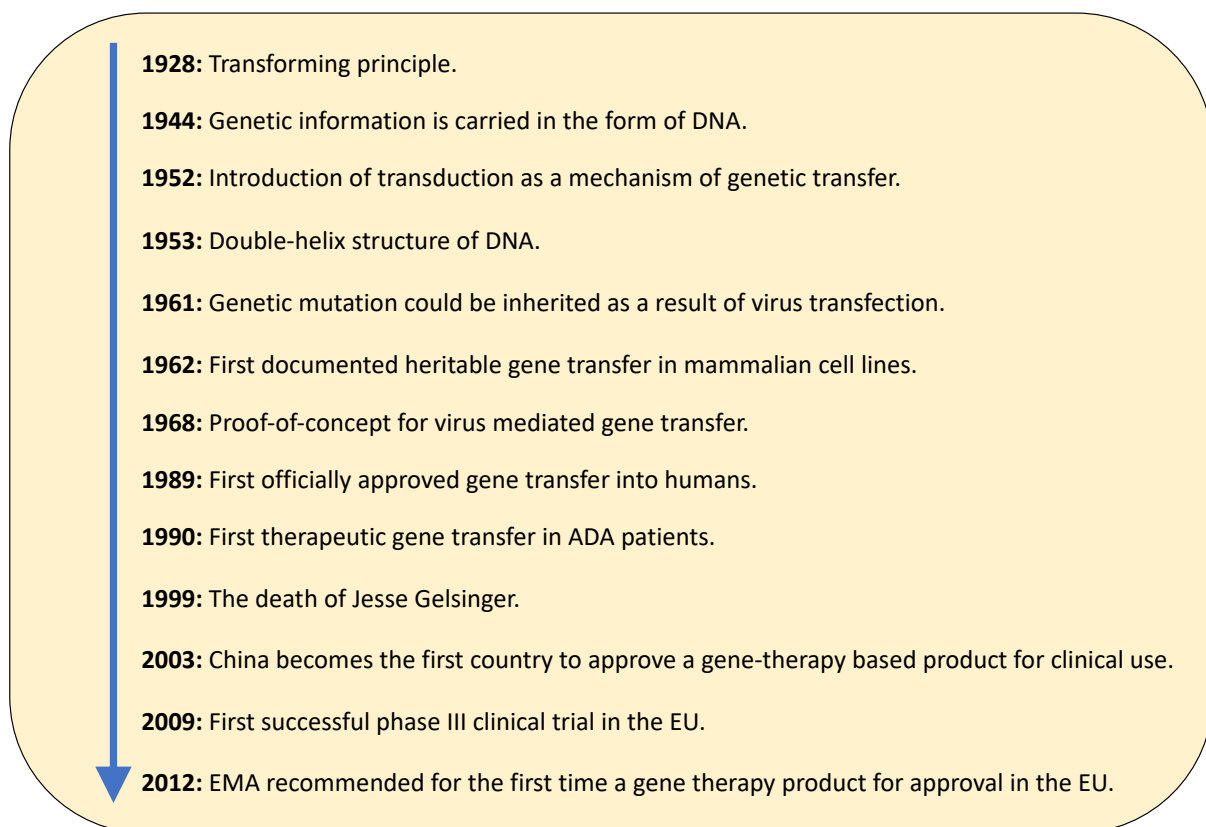 1928: Transforming principle.
1944: Genetic information is carried in the form of DNA.
1952: Introduction of transduction as a mechanism of genetic transfer.
1953: Double-helix structure of DNA.
1961: Genetic mutation could be inherited as a result of virus transfection.
1962: First documented heritable gene transfer in mammalian cell lines.
1968: Proof-of-concept for virus mediated gene transfer.
1989: First officially approved gene transfer into humans.
1990: First therapeutic gene transfer in ADA patients.
1999: The death of Jesse Gelsinger.
2003: China becomes the first country to approve a gene-therapy based product for clinical use.
2009: First successful phase III clinical trial in the EU.
2012: EMA recommended for the first time a gene therapy product for approval in the EU.